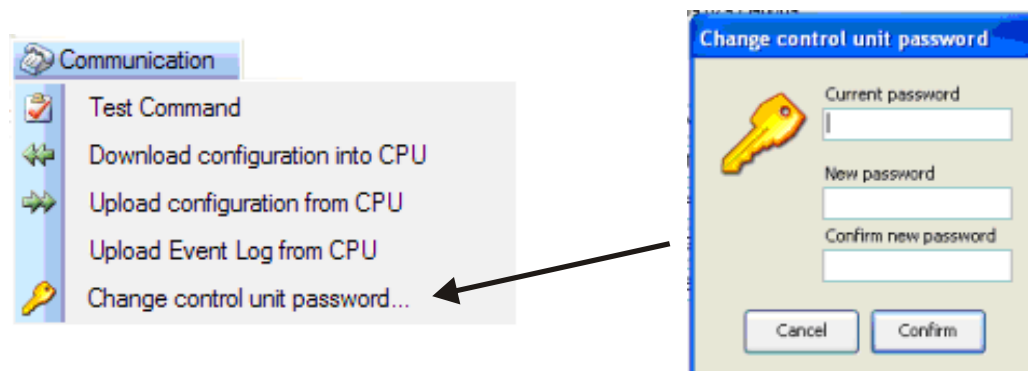 Communication
Test Command
Download configuration into CPU
Upload configuration from CPU
Upload Event Log from CPU
Change control unit password...
Change control unit password
Current password
New password
Confirm new password
Cancel
Confirm